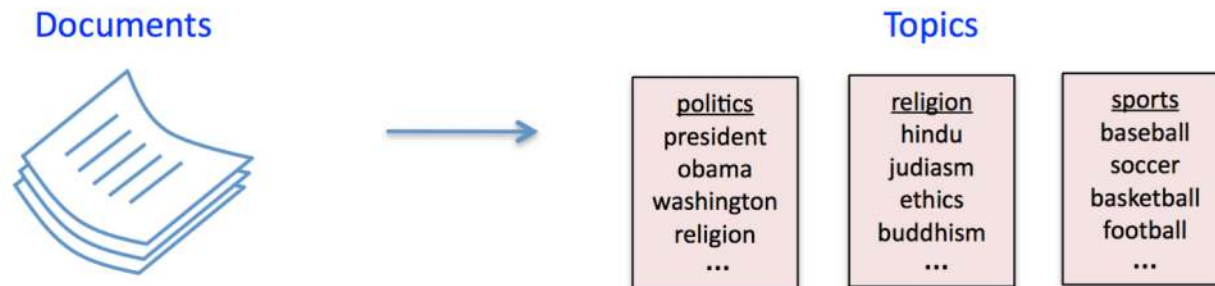 Documents
Topics
politics
president
obama
washington
religion
...
religion
hindu
judiasm
ethics
buddhism
...
sports
baseball
soccer
basketball
football
...